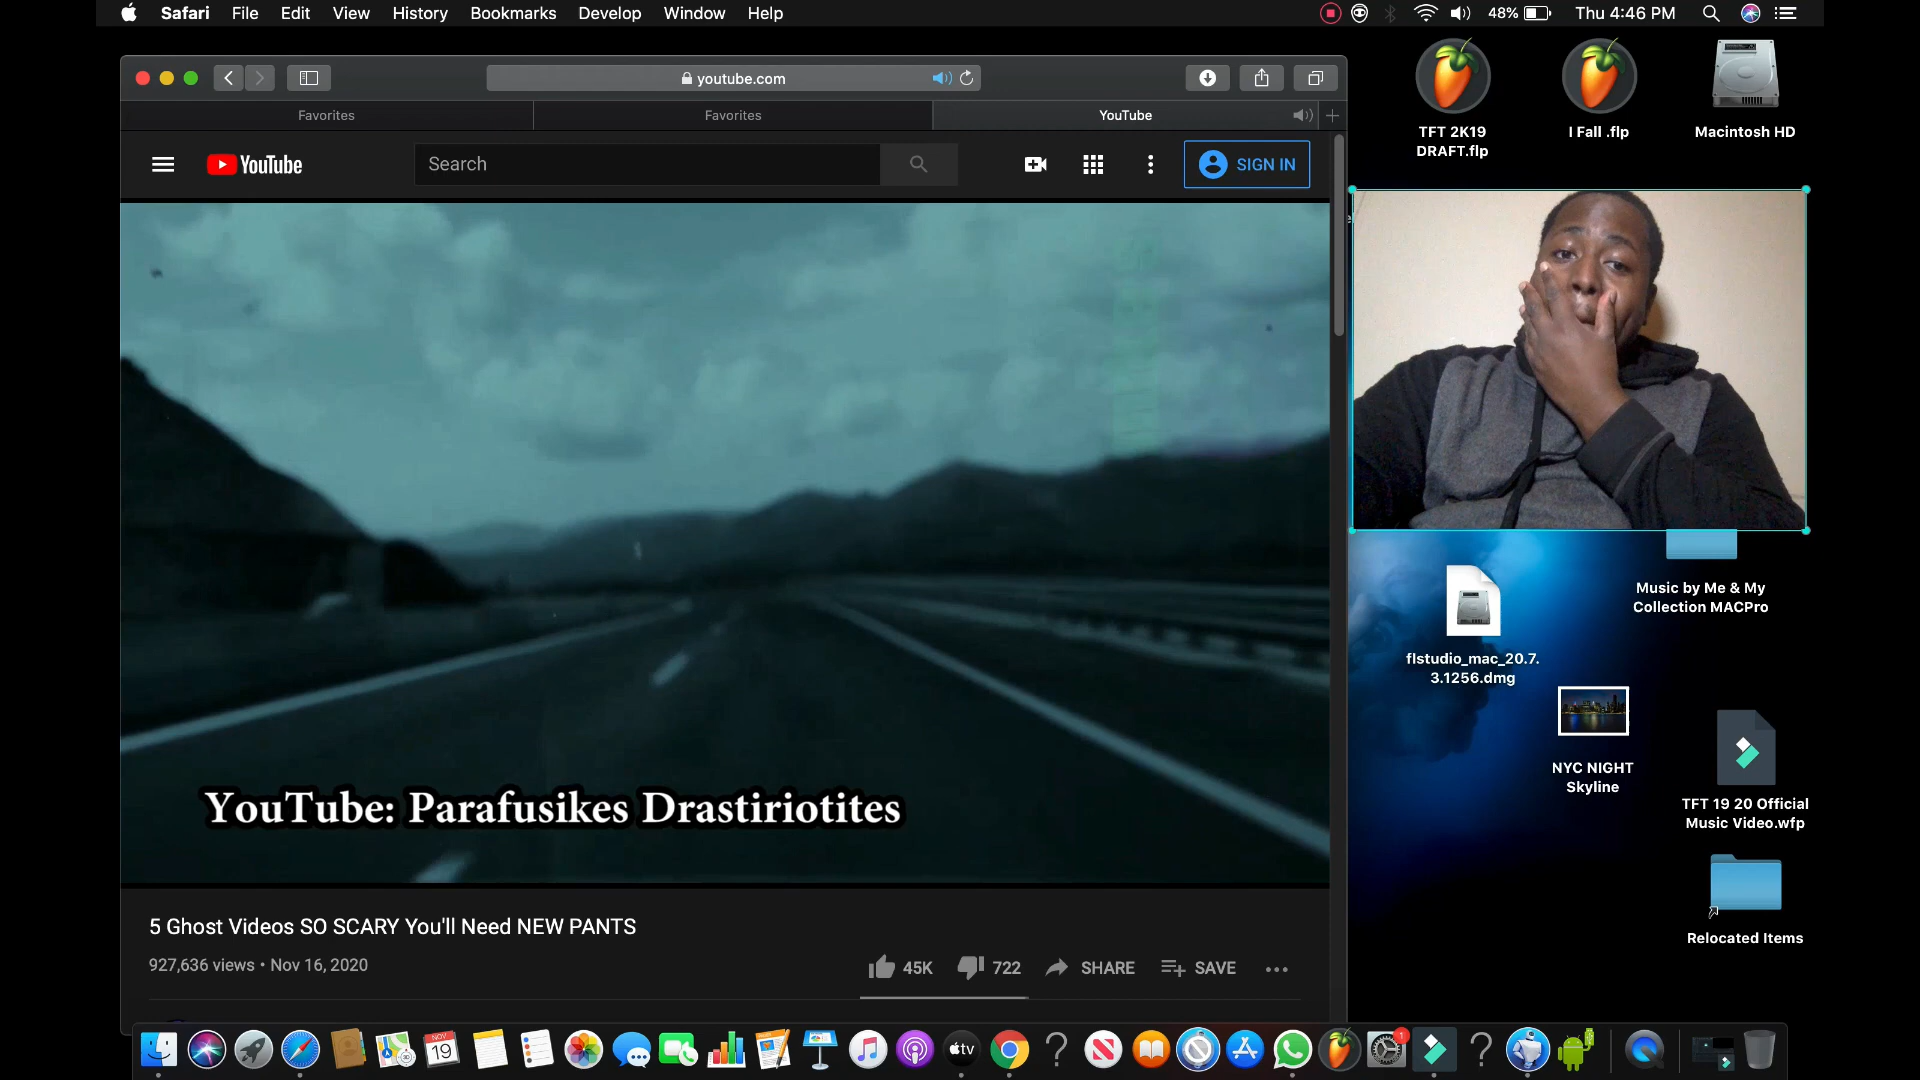 Safari File Edit View History Bookmarks Develop Window Help 48% Thu 4:46 PM
youtube.com
Favorites Favorites YouTube
YouTube Search SIGN IN
TFT 2K19
DRAFT.flp
I Fall .flp
Macintosh HD
YouTube: Parafusikes Drastiriotites
Music by Me & My
Collection MACPro
flstudio_mac_20.7.
3.1256.dmg
NYC NIGHT
Skyline
TFT 19 20 Official
Music Video.wfp
Relocated Items
5 Ghost Videos SO SCARY You'll Need NEW PANTS
927,636 views • Nov 16, 2020
45K 722 SHARE SAVE
NOV
19
tv
1